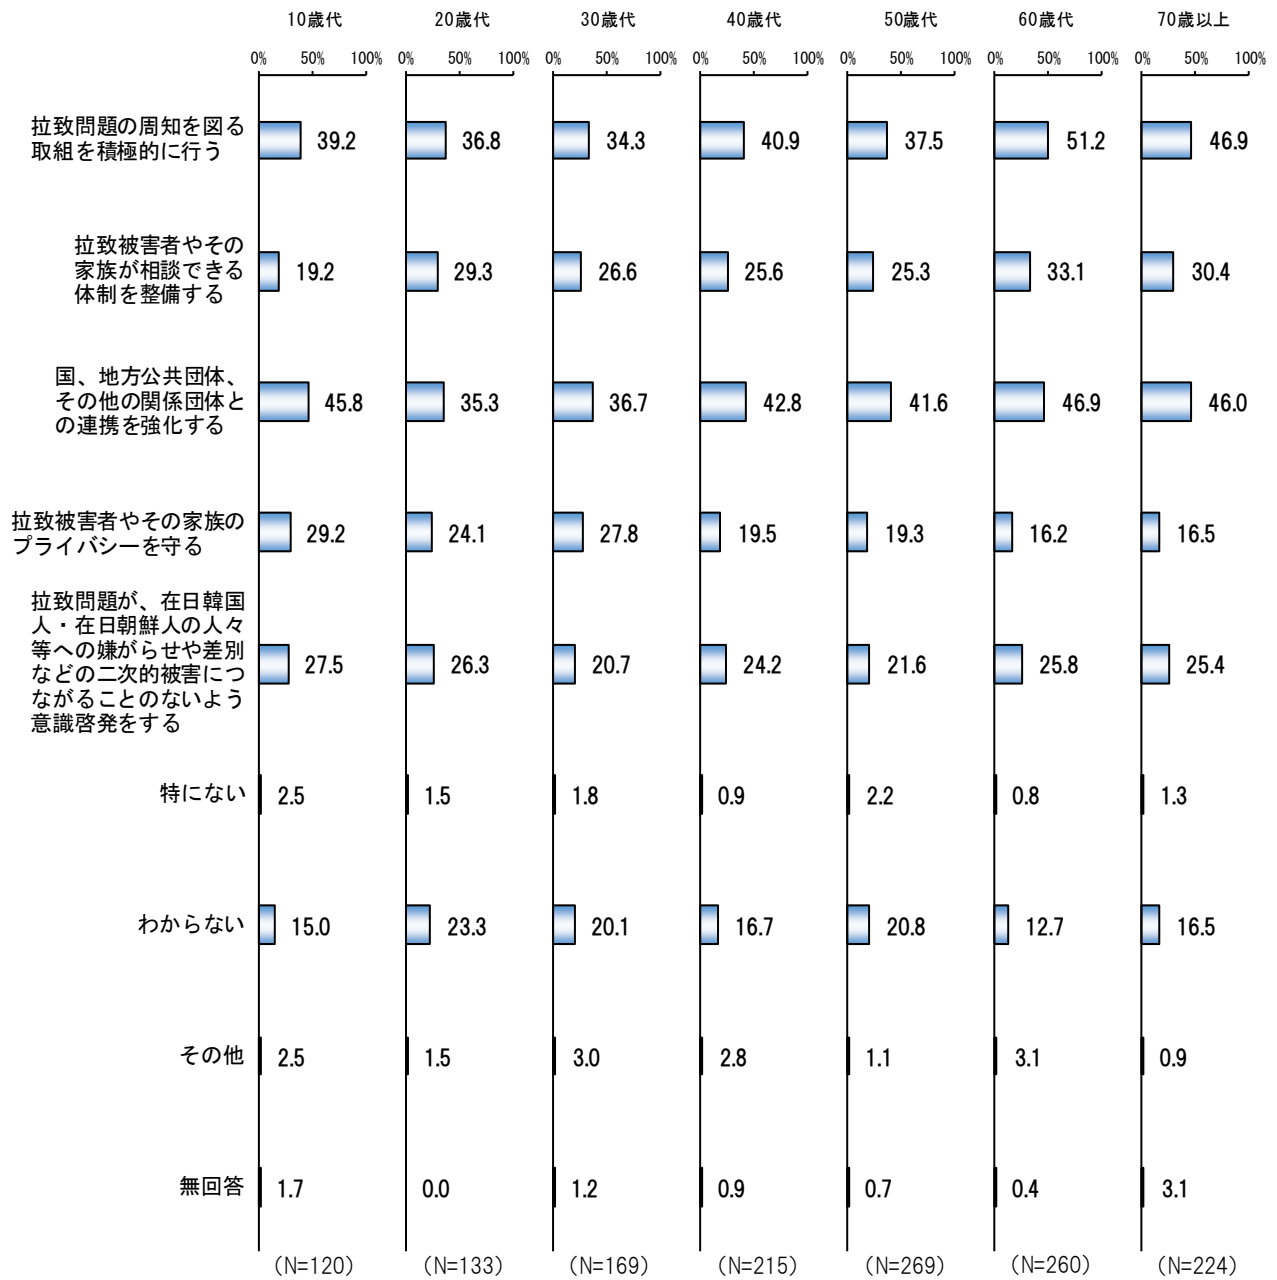 10歳代 20歳代 30歳代 40歳代 50歳代 60歳代 70歳以上
0% 50% 100% 0% 50% 100% 0% 50% 100% 0% 50% 100% 0% 50% 100% 0% 50% 100% 0% 50% 100%
拉致問題の周知を図る
取組を積極的に行う
39.2 36.8 34.3 40.9 37.5 51.2 46.9
拉致被害者やその
家族が相談できる
体制を整備する
19.2 29.3 26.6 25.6 25.3 33.1 30.4
国、地方公共団体、
その他の関係団体と
の連携を強化する
45.8 35.3 36.7 42.8 41.6 46.9 46.0
拉致被害者やその家族の
プライバシーを守る
29.2 24.1 27.8 19.5 19.3 16.2 16.5
拉致問題が、在日韓国
人・在日朝鮮人の人々
等への嫌がらせや差別
などの二次的被害につ
ながることのないよう
意識啓発をする
27.5 26.3 20.7 24.2 21.6 25.8 25.4
特にない
2.5 1.5 1.8 0.9 2.2 0.8 1.3
わからない
15.0 23.3 20.1 16.7 20.8 12.7 16.5
その他
2.5 1.5 3.0 2.8 1.1 3.1 0.9
無回答
1.7 0.0 1.2 0.9 0.7 0.4 3.1
（N=120） （N=133） （N=169） （N=215） （N=269） （N=260） （N=224）